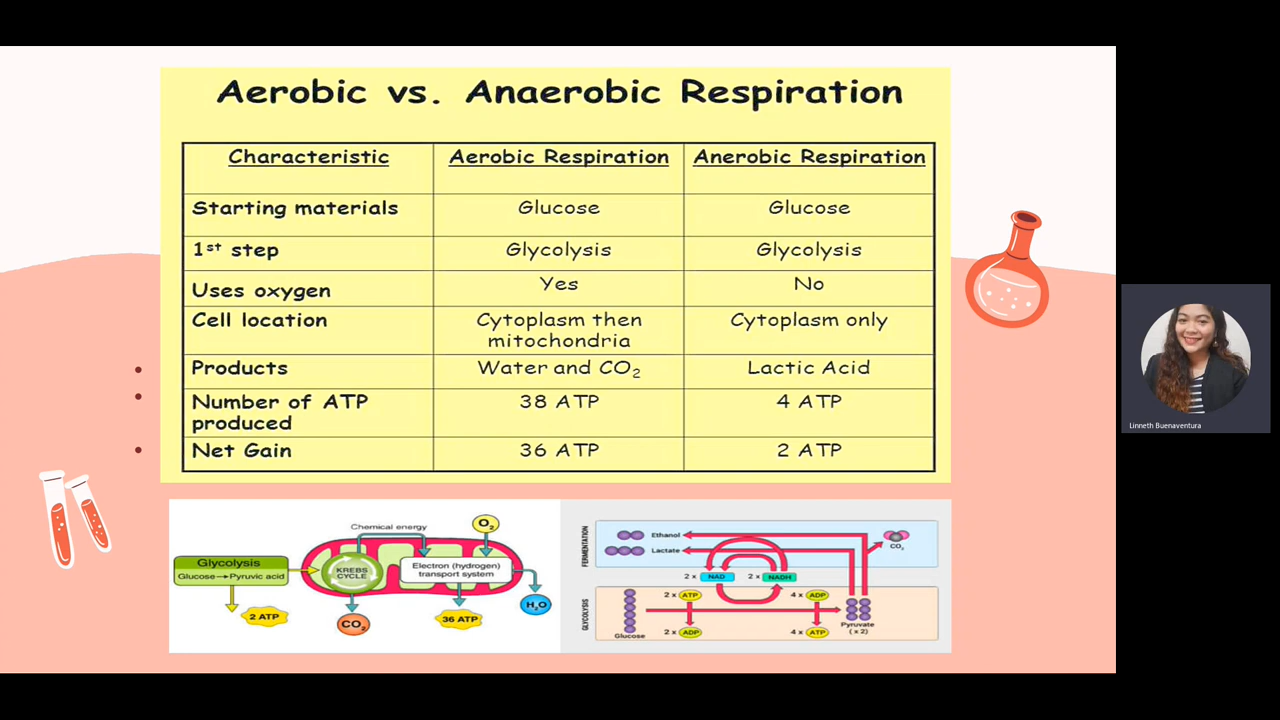 Aerobic vs. Anaerobic Respiration
Characteristic
Aerobic Respiration
Anerobic Respiration
Starting materials
Glucose
Glucose
1st step
Glycolysis
Glycolysis
Uses oxygen
Yes
No
Cell location
Cytoplasm then
mitochondria
Cytoplasm only
Products
Water and CO2
Lactic Acid
Number of ATP
produced
38 ATP
4 ATP
Net Gain
36 ATP
2 ATP
Chemical energy
O2
Glycolysis
Glucose→Pyruvic acid
KREBS
CYCLE
Electron (hydrogen)
transport system
2 ATP
CO2
36 ATP
H2O
FERMENTATION
Ethanol
Lactate
CO2
2 x NAD
2 x NADH
GLYCOLYSIS
2 x ATP
4 x ADP
Glucose
2 x ADP
4 x ATP
Pyruvate
(x 2)
Linneth Buenaventura